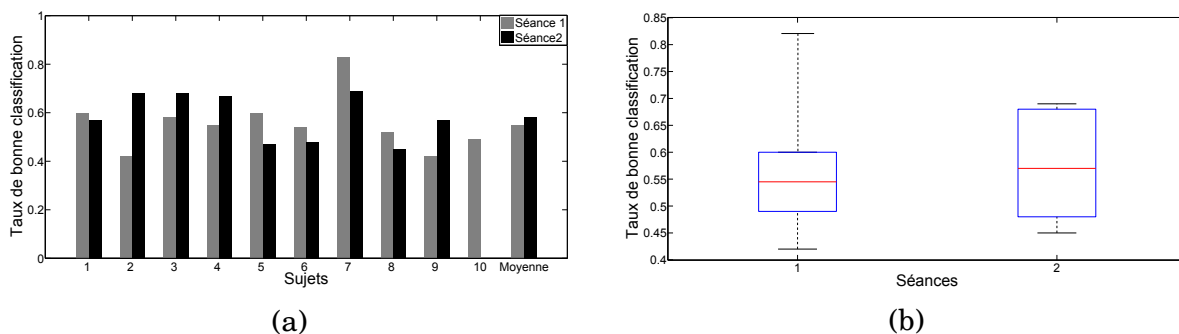 1
0.8
0.6
0.4
0.2
0
Taux de bonne classification
Séance 1
Séance2
1 2 3 4 5 6 7 8 9 10 Moyenne
Sujets
(a)
0.85
0.8
0.75
0.7
0.65
0.6
0.55
0.5
0.45
0.4
Taux de bonne classification
1 2
Séances
(b)